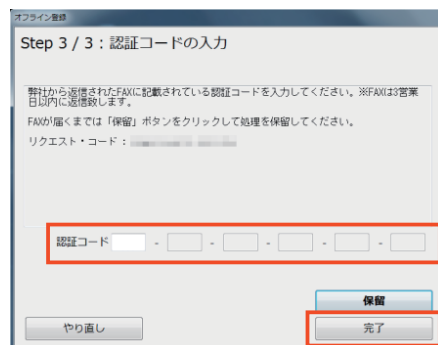 オフライン登録
Step 3 / 3：認証コードの入力
弊社から返信されたFAXに記載されている認証コードを入力してください。※FAXは3営業
日以内に返信致します。
FAXが届くまでは「保留」ボタンをクリックして処理を保留してください。
リクエスト・コード：
認証コード - - - - -
保留
やり直し 完了